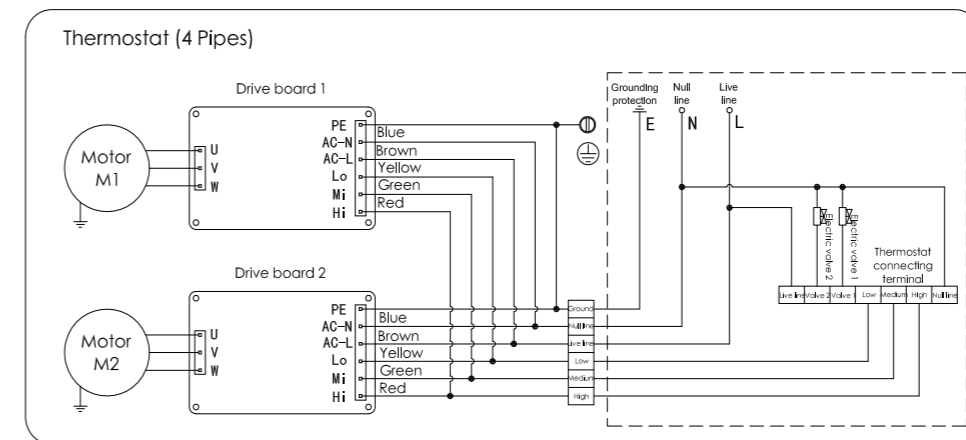 Thermostat (4 Pipes)
Drive board 1
Motor
M1
U
V
W
PE
AC-N
AC-L
Lo
Mi
Hi
Blue
Brown
Yellow
Green
Red
Drive board 2
Motor
M2
U
V
W
PE
AC-N
AC-L
Lo
Mi
Hi
Blue
Brown
Yellow
Green
Red
Ground
Null line
Live line
Low
Medium
High
Grounding
protection
E
Null
line
N
Live
line
L
Electric valve 2
Electric valve 1
Thermostat
connecting
terminal
Live line Valve 2 Valve 1 Low Medium High Null line